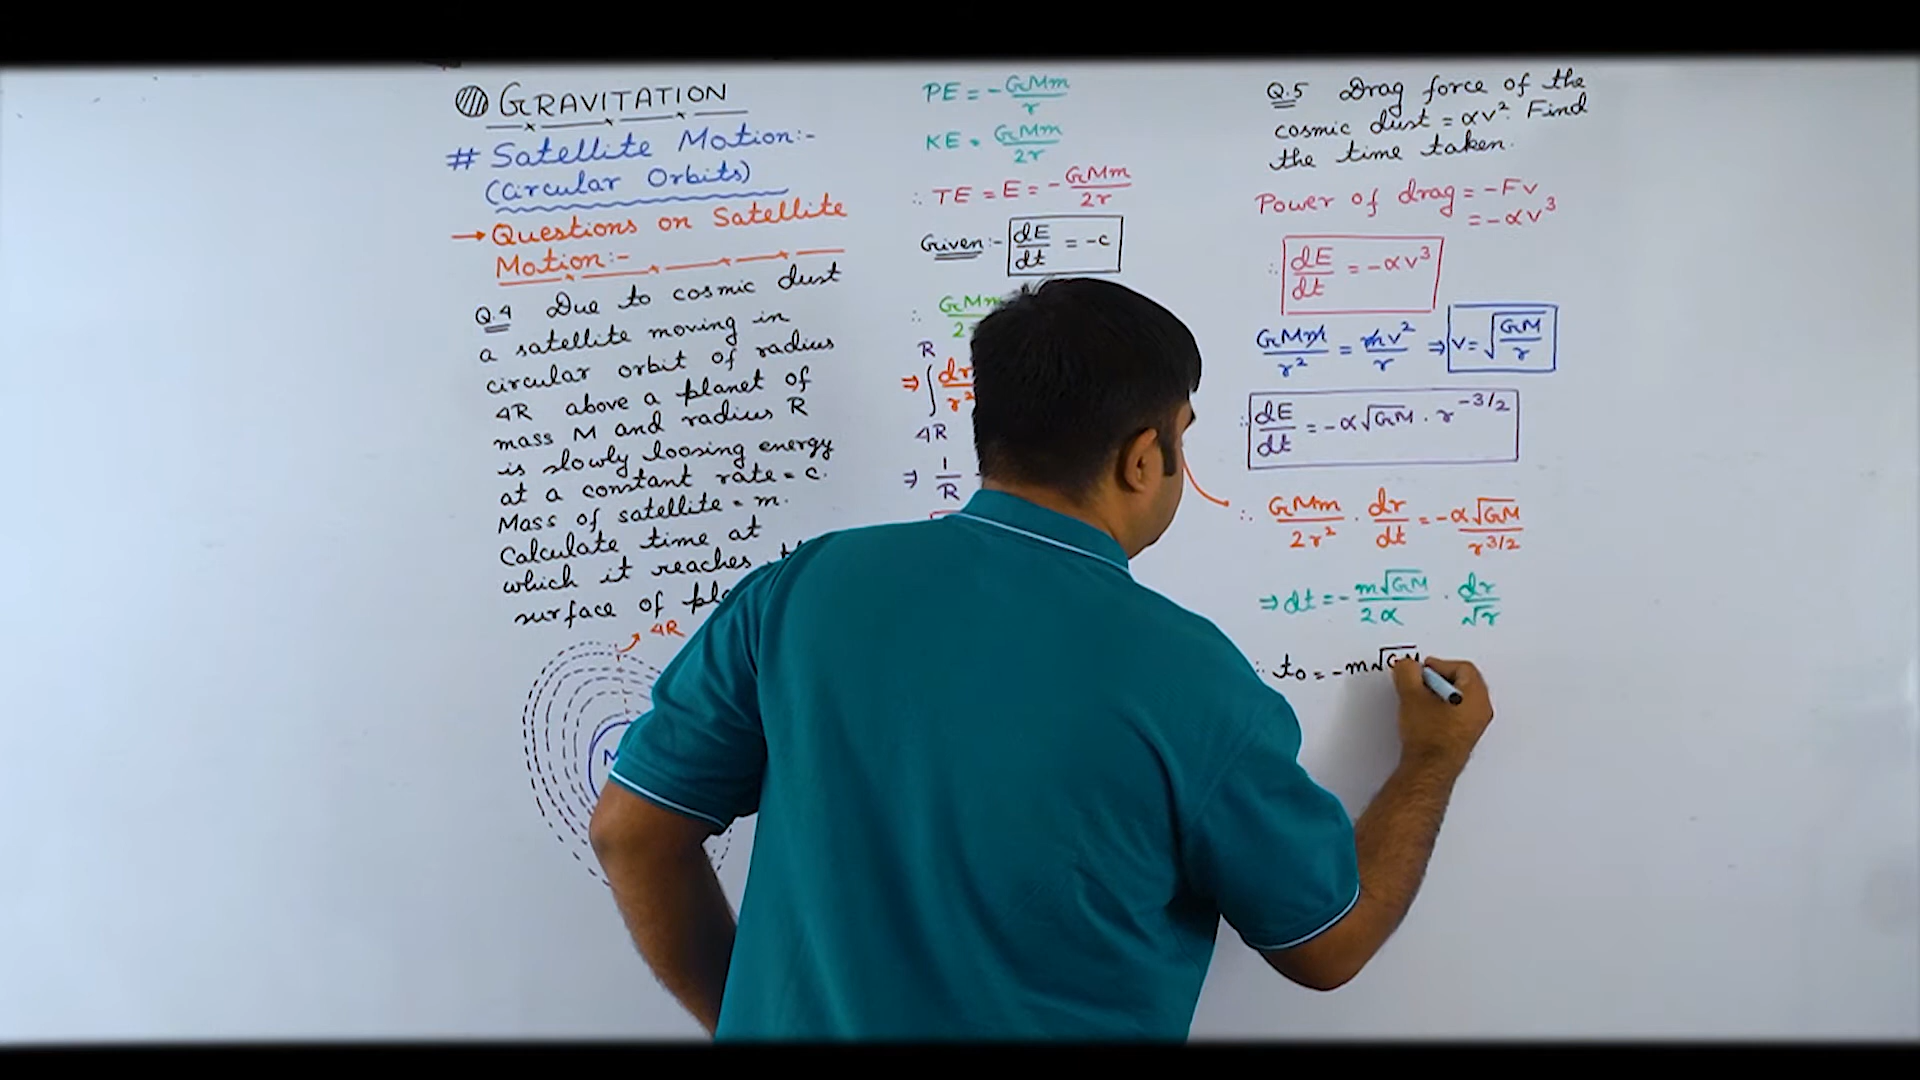 GRAVITATION
# Satellite Motion:-
(Circular Orbits)
→ Questions on Satellite
Motion:-
Q.4 Due to cosmic dust
a satellite moving in
circular orbit of radius
4R above a planet of
mass M and radius R
is slowly loosing energy
at a constant rate = c.
Mass of satellite = m.
Calculate time at
which it reaches
surface of
4R
PE = -GMm/r
KE = GMm/2r
∴ TE = E = -GMm/2r
Given:- dE/dt = -c
∴ GMm
R
⇒ ∫ dr/r²
4R
⇒ 1/R
Q.5 Drag force of the
cosmic dust = αv². Find
the time taken.
Power of drag = -Fv
= -αv³
∴ dE/dt = -αv³
GMm/r² = mv²/r ⇒ v = √GM/r
∴ dE/dt = -α√GM · r^-3/2
∴ GMm/2r² · dr/dt = -α√GM/r^3/2
⇒ dt = -m√GM/2α · dr/√r
∴ t₀ = -m√GM